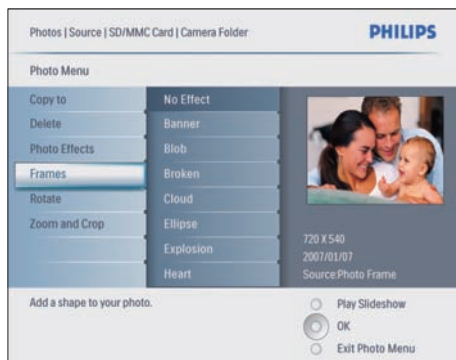 Photos | Source | SD/MMC Card | Camera Folder
PHILIPS
Photo Menu
Copy to
Delete
Photo Effects
Frames
Rotate
Zoom and Crop
No Effect
Banner
Blob
Broken
Cloud
Ellipse
Explosion
Heart
720 X 540
2007/01/07
Source:Photo Frame
Add a shape to your photo.
Play Slideshow
OK
Exit Photo Menu